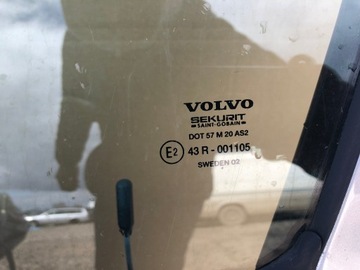 VOLVO
SEKURIT
SAINT-GOBAIN
DOT 57 M 20 AS2
E2 43 R - 001105
SWEDEN 02